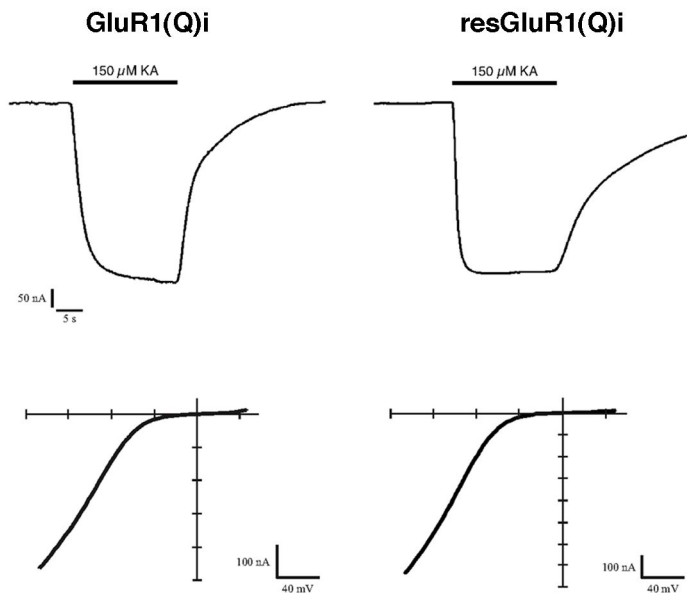 GluR1(Q)i
resGluR1(Q)i
150 µM KA
150 µM KA
50 nA
5 s
100 nA
40 mV
100 nA
40 mV